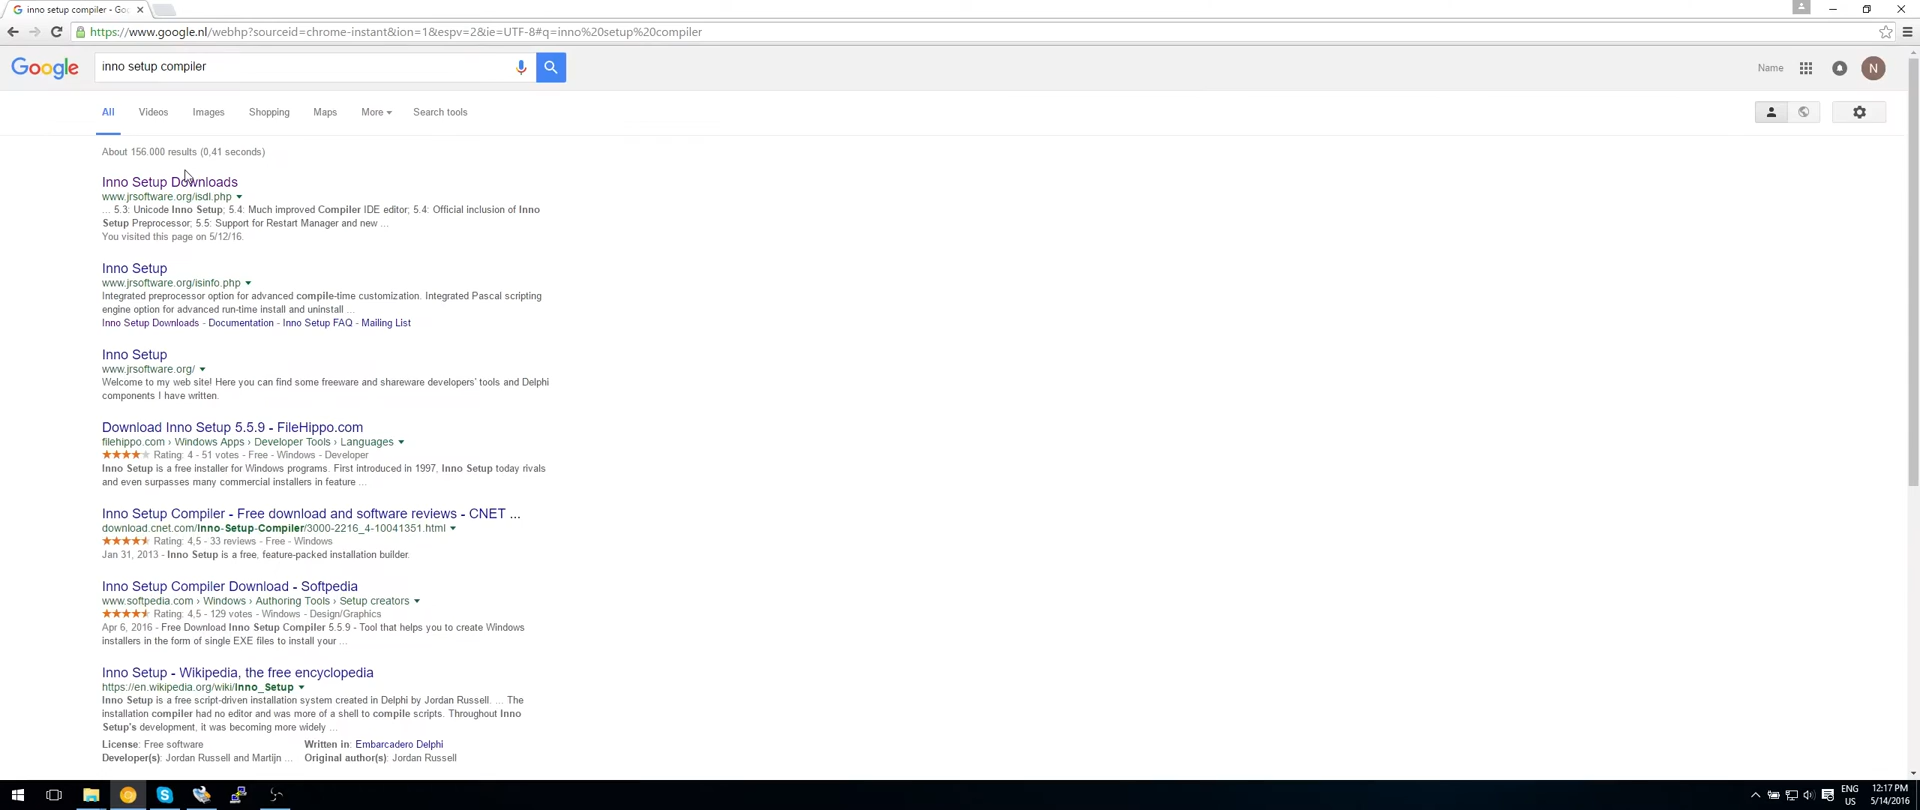 inno setup compiler - Goo
https://www.google.nl/webhp?sourceid=chrome-instant&ion=1&espv=2&ie=UTF-8#q=inno%20setup%20compiler
Google
inno setup compiler
Name
N
All Videos Images Shopping Maps More Search tools
About 156.000 results (0,41 seconds)
Inno Setup Downloads
www.jrsoftware.org/isdl.php
... 5.3: Unicode Inno Setup; 5.4: Much improved Compiler IDE editor; 5.4: Official inclusion of Inno
Setup Preprocessor; 5.5: Support for Restart Manager and new ...
You visited this page on 5/12/16.
Inno Setup
www.jrsoftware.org/isinfo.php
Integrated preprocessor option for advanced compile-time customization. Integrated Pascal scripting
engine option for advanced run-time install and uninstall ...
Inno Setup Downloads - Documentation - Inno Setup FAQ - Mailing List
Inno Setup
www.jrsoftware.org/
Welcome to my web site! Here you can find some freeware and shareware developers' tools and Delphi
components I have written.
Download Inno Setup 5.5.9 - FileHippo.com
filehippo.com › Windows Apps › Developer Tools › Languages
Rating: 4 - 51 votes - Free - Windows - Developer
Inno Setup is a free installer for Windows programs. First introduced in 1997, Inno Setup today rivals
and even surpasses many commercial installers in feature ...
Inno Setup Compiler - Free download and software reviews - CNET ...
download.cnet.com/Inno-Setup-Compiler/3000-2216_4-10041351.html
Rating: 4,5 - 33 reviews - Free - Windows
Jan 31, 2013 - Inno Setup is a free, feature-packed installation builder.
Inno Setup Compiler Download - Softpedia
www.softpedia.com › Windows › Authoring Tools › Setup creators
Rating: 4,5 - 129 votes - Windows - Design/Graphics
Apr 6, 2016 - Free Download Inno Setup Compiler 5.5.9 - Tool that helps you to create Windows
installers in the form of single EXE files to install your ...
Inno Setup - Wikipedia, the free encyclopedia
https://en.wikipedia.org/wiki/Inno_Setup
Inno Setup is a free script-driven installation system created in Delphi by Jordan Russell. ... The
installation compiler had no editor and was more of a shell to compile scripts. Throughout Inno
Setup's development, it was becoming more widely ...
License: Free software Written in: Embarcadero Delphi
Developer(s): Jordan Russell and Martijn ... Original author(s): Jordan Russell
ENG 12:17 PM
US 5/14/2016